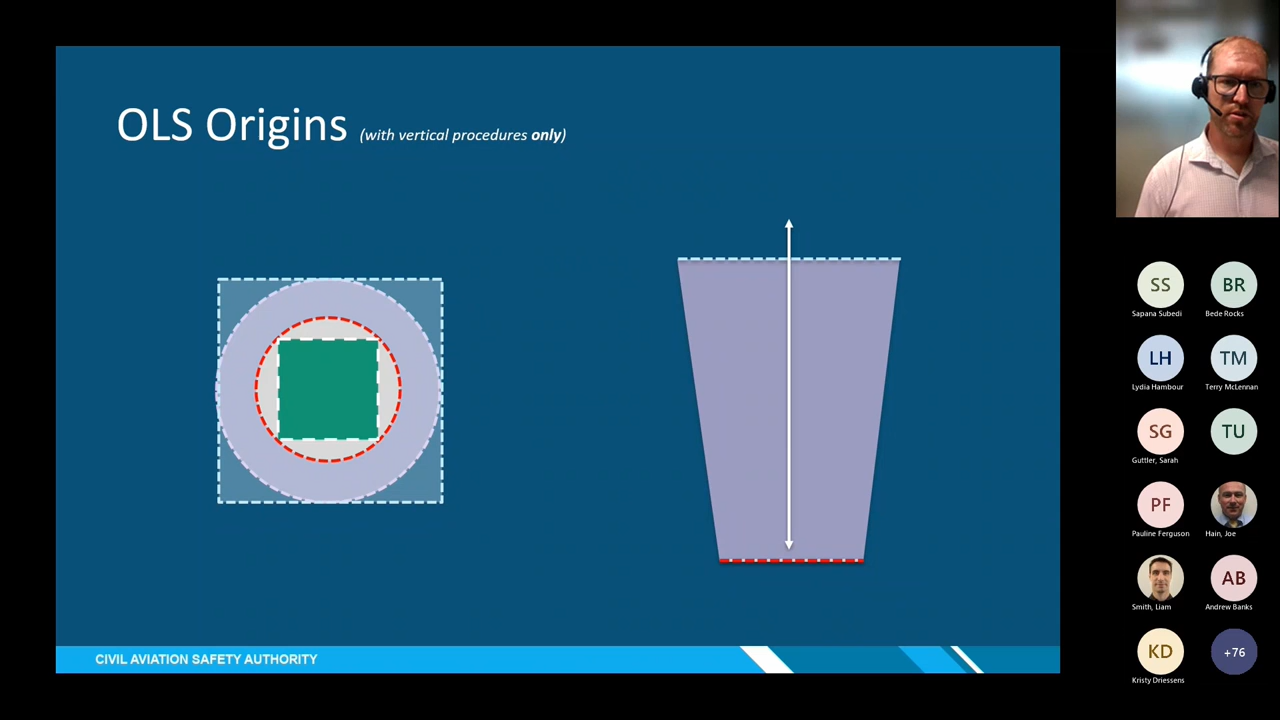 OLS Origins (with vertical procedures only)
CIVIL AVIATION SAFETY AUTHORITY
SS
BR
Sapana Subedi
Bede Rocks
LH
TM
Lydia Hambour
Terry McLennan
SG
TU
Guttler, Sarah
PF
Pauline Ferguson
Hain, Joe
AB
Smith, Liam
Andrew Banks
KD
+76
Kristy Driessens